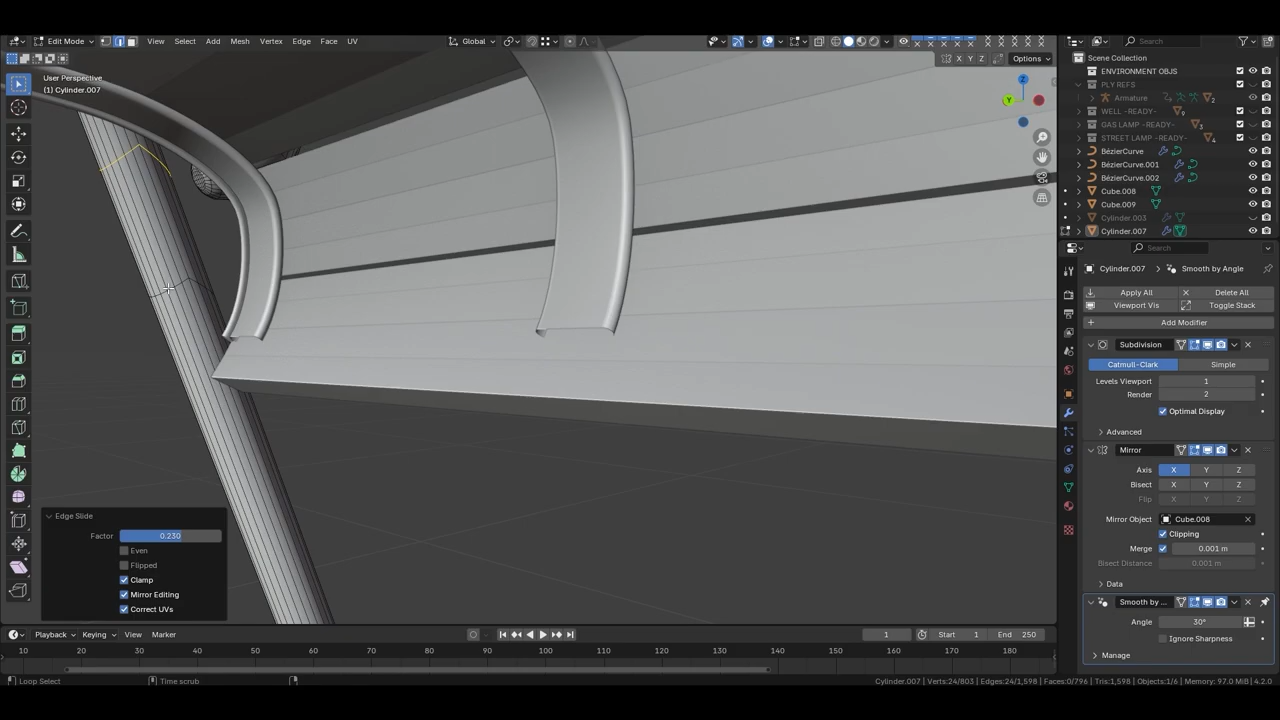 Edit Mode
View Select Add Mesh Vertex Edge Face UV
Global
Search
X Y Z Options
User Perspective
(1) Cylinder.007
Z
Y
Scene Collection
ENVIRONMENT OBJS
PLY REFS
Armature 2
WELL -READY- 9
GAS LAMP -READY- 3
STREET LAMP -READY- 4
BézierCurve
BézierCurve.001
BézierCurve.002
Cube.008
Cube.009
Cylinder.003
Cylinder.007
Search
Cylinder.007 > Smooth by Angle
Apply All Delete All
Viewport Vis Toggle Stack
Add Modifier
Subdivision
Catmull-Clark Simple
Levels Viewport 1
Render 2
Optimal Display
Advanced
Mirror
Axis X Y Z
Bisect X Y Z
Flip X Y Z
Mirror Object Cube.008
Clipping
Merge 0.001 m
Bisect Distance 0.001 m
Data
Smooth by ...
Angle 30°
Ignore Sharpness
Manage
Edge Slide
Factor 0.230
Even
Flipped
Clamp
Mirror Editing
Correct UVs
Playback Keying View Marker
1 Start 1 End 250
10 20 30 40 50 60 70 80 90 100 110 120 130 140 150 160 170 180
Loop Select Time scrub
Cylinder.007 | Verts:24/803 | Edges:24/1,598 | Faces:0/796 | Tris:1,598 | Objects:1/6 | Memory: 97.0 MiB | 4.2.0